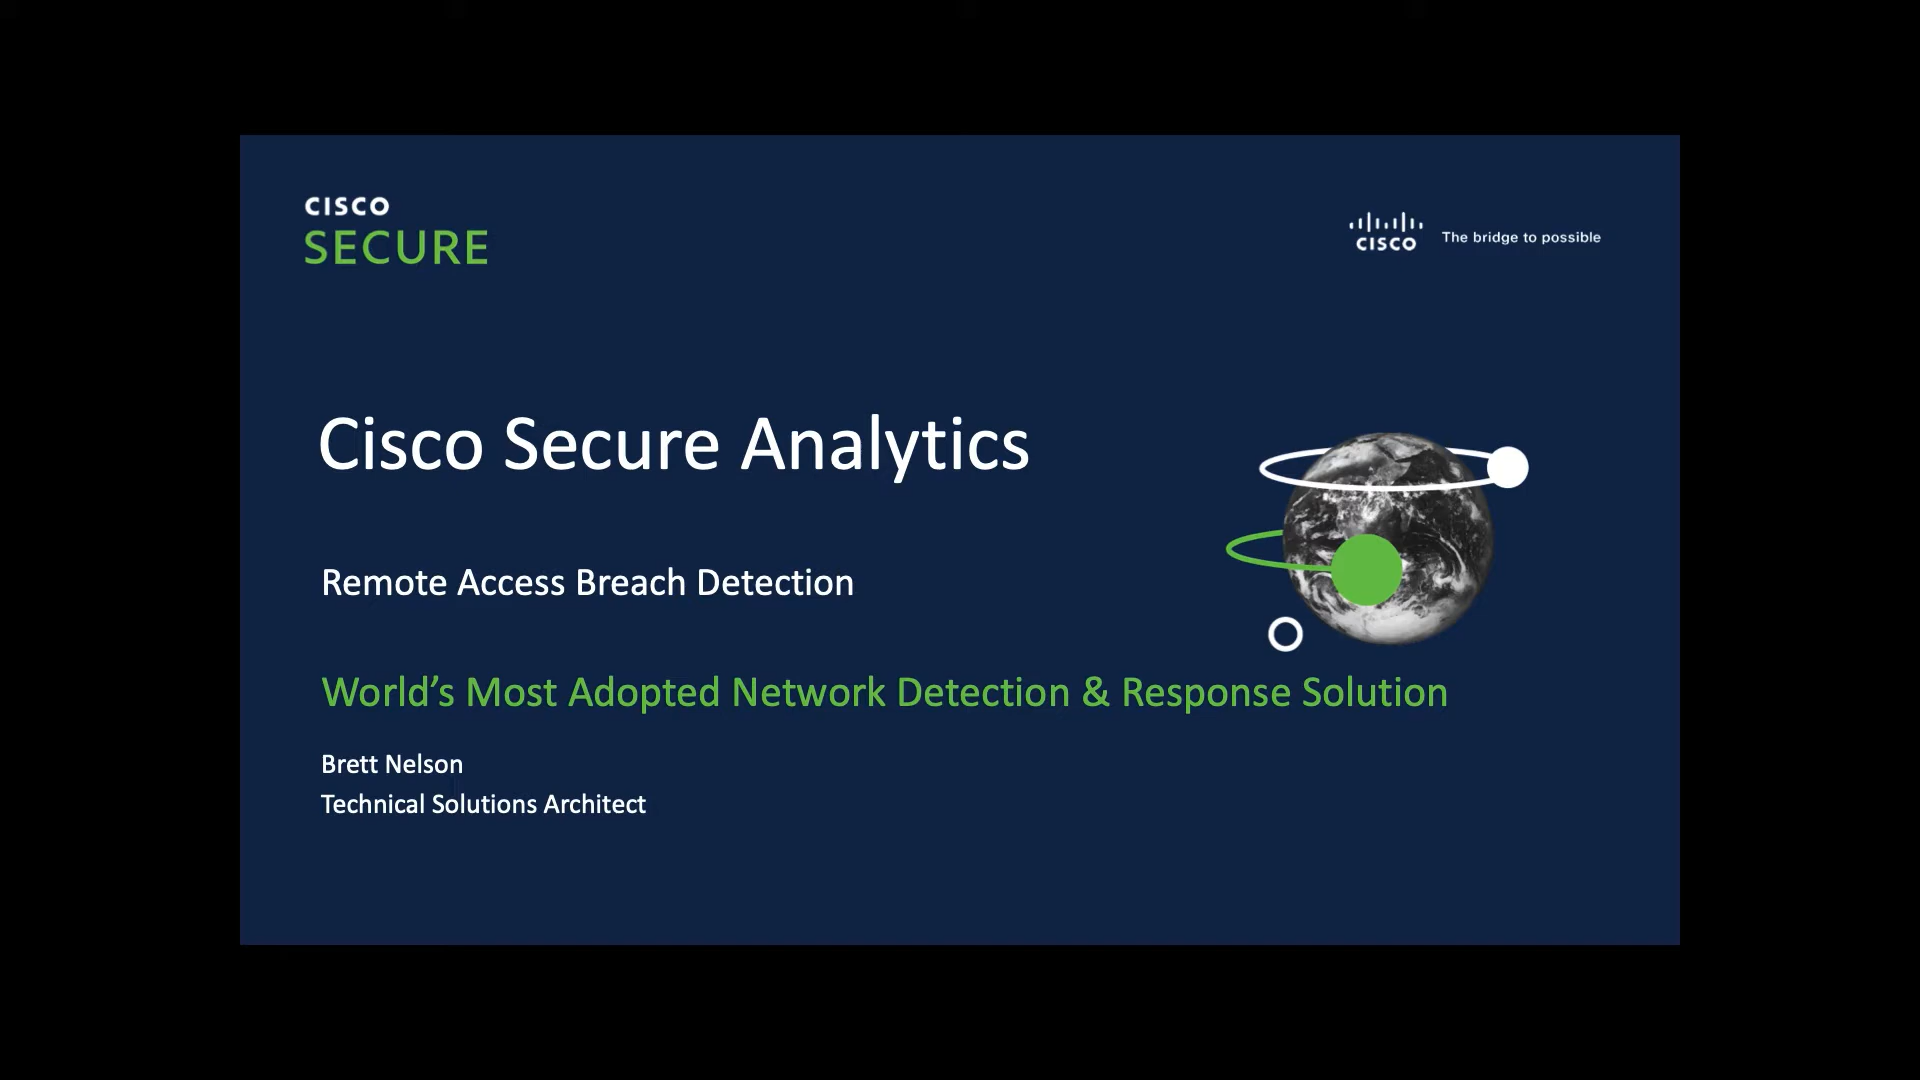 CISCO
SECURE
CISCO The bridge to possible
Cisco Secure Analytics
Remote Access Breach Detection
World’s Most Adopted Network Detection & Response Solution
Brett Nelson
Technical Solutions Architect